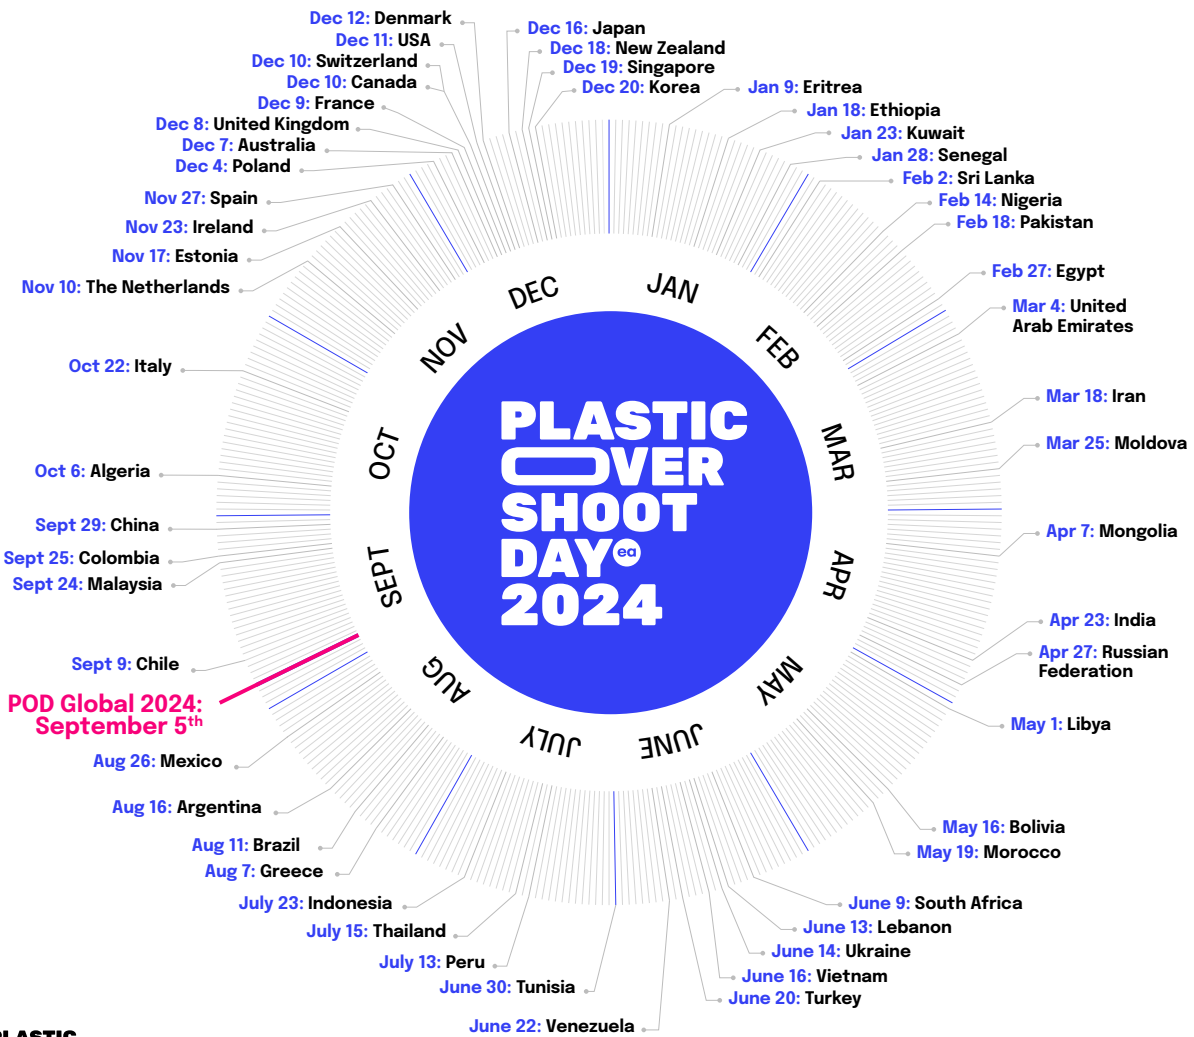 Dec 12: Denmark
Dec 11: USA
Dec 10: Switzerland
Dec 10: Canada
Dec 9: France
Dec 8: United Kingdom
Dec 7: Australia
Dec 4: Poland
Nov 27: Spain
Nov 23: Ireland
Nov 17: Estonia
Nov 10: The Netherlands
Oct 22: Italy
Oct 6: Algeria
Sept 29: China
Sept 25: Colombia
Sept 24: Malaysia
Sept 9: Chile
POD Global 2024:
September 5th
Aug 26: Mexico
Aug 16: Argentina
Aug 11: Brazil
Aug 7: Greece
July 23: Indonesia
July 15: Thailand
July 13: Peru
June 30: Tunisia
June 22: Venezuela
Dec 16: Japan
Dec 18: New Zealand
Dec 19: Singapore
Dec 20: Korea
Jan 9: Eritrea
Jan 18: Ethiopia
Jan 23: Kuwait
Jan 28: Senegal
Feb 2: Sri Lanka
Feb 14: Nigeria
Feb 18: Pakistan
Feb 27: Egypt
Mar 4: United
Arab Emirates
Mar 18: Iran
Mar 25: Moldova
Apr 7: Mongolia
Apr 23: India
Apr 27: Russian
Federation
May 1: Libya
May 16: Bolivia
May 19: Morocco
June 9: South Africa
June 13: Lebanon
June 14: Ukraine
June 16: Vietnam
June 20: Turkey
JAN
FEB
MAR
APR
MAY
JUNE
JULY
AUG
SEPT
OCT
NOV
DEC
PLASTIC
OVER
SHOOT
DAY ea
2024
PLASTIC